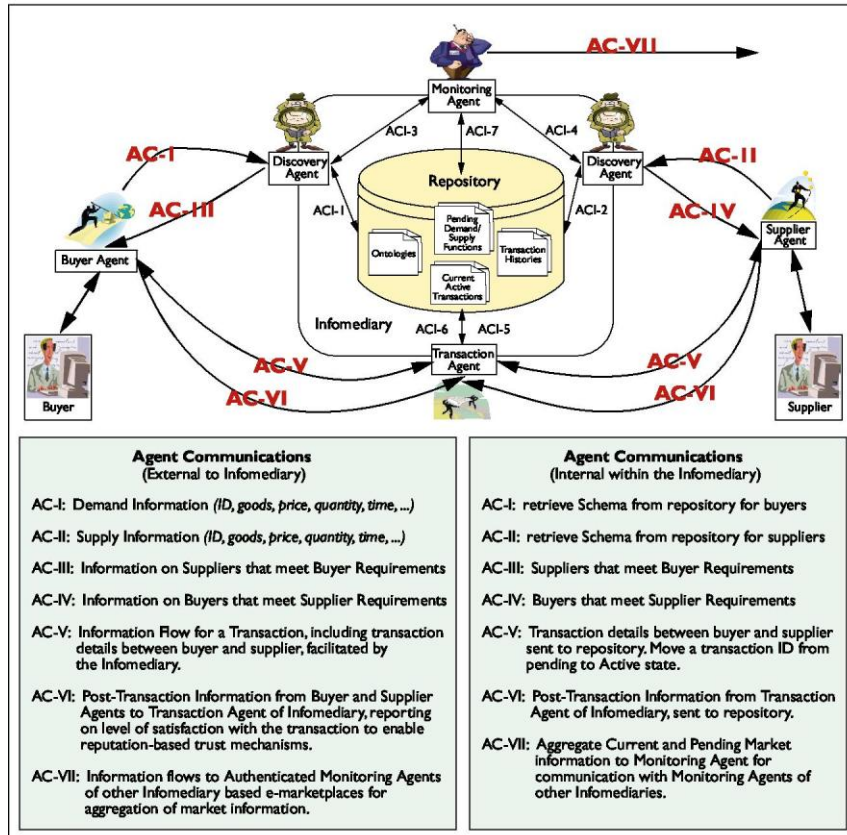 AC-VII
Monitoring
Agent
ACI-3
ACI-7
ACI-4
AC-I
Discovery
Agent
Discovery
Agent
AC-II
AC-III
Repository
AC-IV
ACI-1
Pending
Demand/
Supply
Functions
ACI-2
Buyer Agent
Ontologies
Transaction
Histories
Supplier
Agent
Current
Active
Transactions
Infomediary
ACI-6
ACI-5
Transaction
Agent
AC-V
AC-V
AC-VI
AC-VI
Buyer
Supplier
Agent Communications
(External to Infomediary)
AC-I: Demand Information (ID, goods, price, quantity, time, ...)
AC-II: Supply Information (ID, goods, price, quantity, time, ...)
AC-III: Information on Suppliers that meet Buyer Requirements
AC-IV: Information on Buyers that meet Supplier Requirements
AC-V: Information Flow for a Transaction, including transaction
details between buyer and supplier, facilitated by
the Infomediary.
AC-VI: Post-Transaction Information from Buyer and Supplier
Agents to Transaction Agent of Infomediary, reporting
on level of satisfaction with the transaction to enable
reputation-based trust mechanisms.
AC-VII: Information flows to Authenticated Monitoring Agents
of other Infomediary based e-marketplaces for
aggregation of market information.
Agent Communications
(Internal within the Infomediary)
AC-I: retrieve Schema from repository for buyers
AC-II: retrieve Schema from repository for suppliers
AC-III: Suppliers that meet Buyer Requirements
AC-IV: Buyers that meet Supplier Requirements
AC-V: Transaction details between buyer and supplier
sent to repository. Move a transaction ID from
pending to Active state.
AC-VI: Post-Transaction Information from Transaction
Agent of Infomediary, sent to repository.
AC-VII: Aggregate Current and Pending Market
information to Monitoring Agent for
communication with Monitoring Agents of
other Infomediaries.